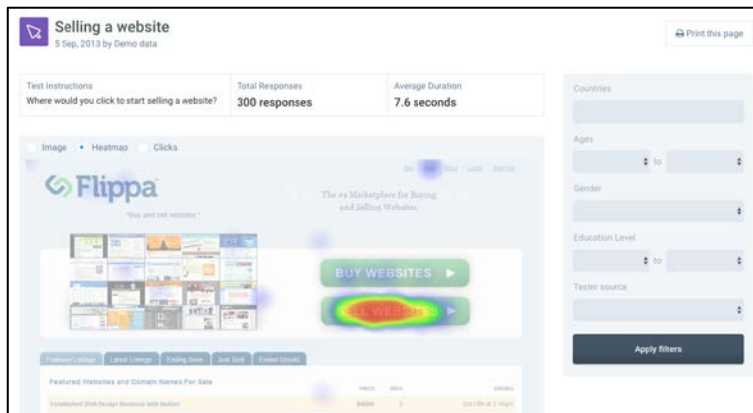 Selling a website
5 Sep, 2013 by Demo data
Print this page
Test Instructions
Where would you click to start selling a website?
Total Responses
300 responses
Average Duration
7.6 seconds
Image
Heatmap
Clicks
Flippa
"Buy and sell websites."
The #1 Marketplace for Buying
and Selling Websites.
BUY WEBSITES
SELL WEBSITES
Featured Listings
Latest Listings
Ending Soon
Just Sold
Ended Unsold
Featured Websites and Domain Names For Sale
PRICE
BIDS
Countries
Ages
to
Gender
Education Level
to
Tester source
Apply filters